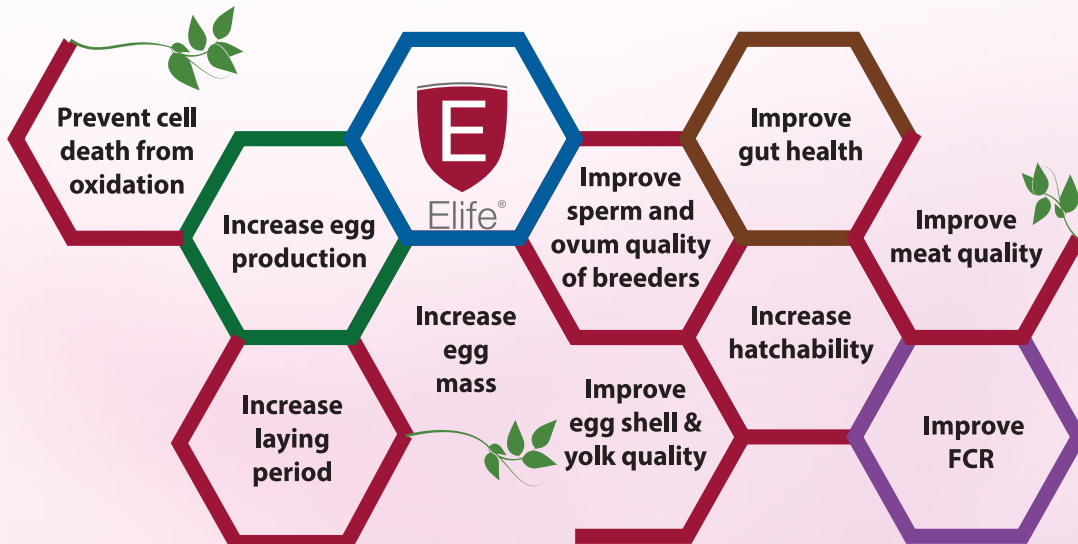 Prevent cell
death from
oxidation
Increase egg
production
E
Elife®
Improve
sperm and
ovum quality
of breeders
Improve
gut health
Improve
meat quality
Increase
laying
period
Increase
egg
mass
Improve
egg shell &
yolk quality
Increase
hatchability
Improve
FCR